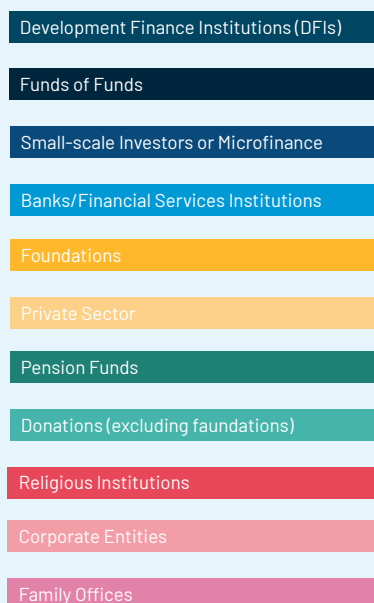 Development Finance Institutions (DFIs)
Funds of Funds
Small-scale Investors or Microfinance
Banks/Financial Services Institutions
Foundations
Private Sector
Pension Funds
Donations (excluding faundations)
Religious Institutions
Corporate Entities
Family Offices